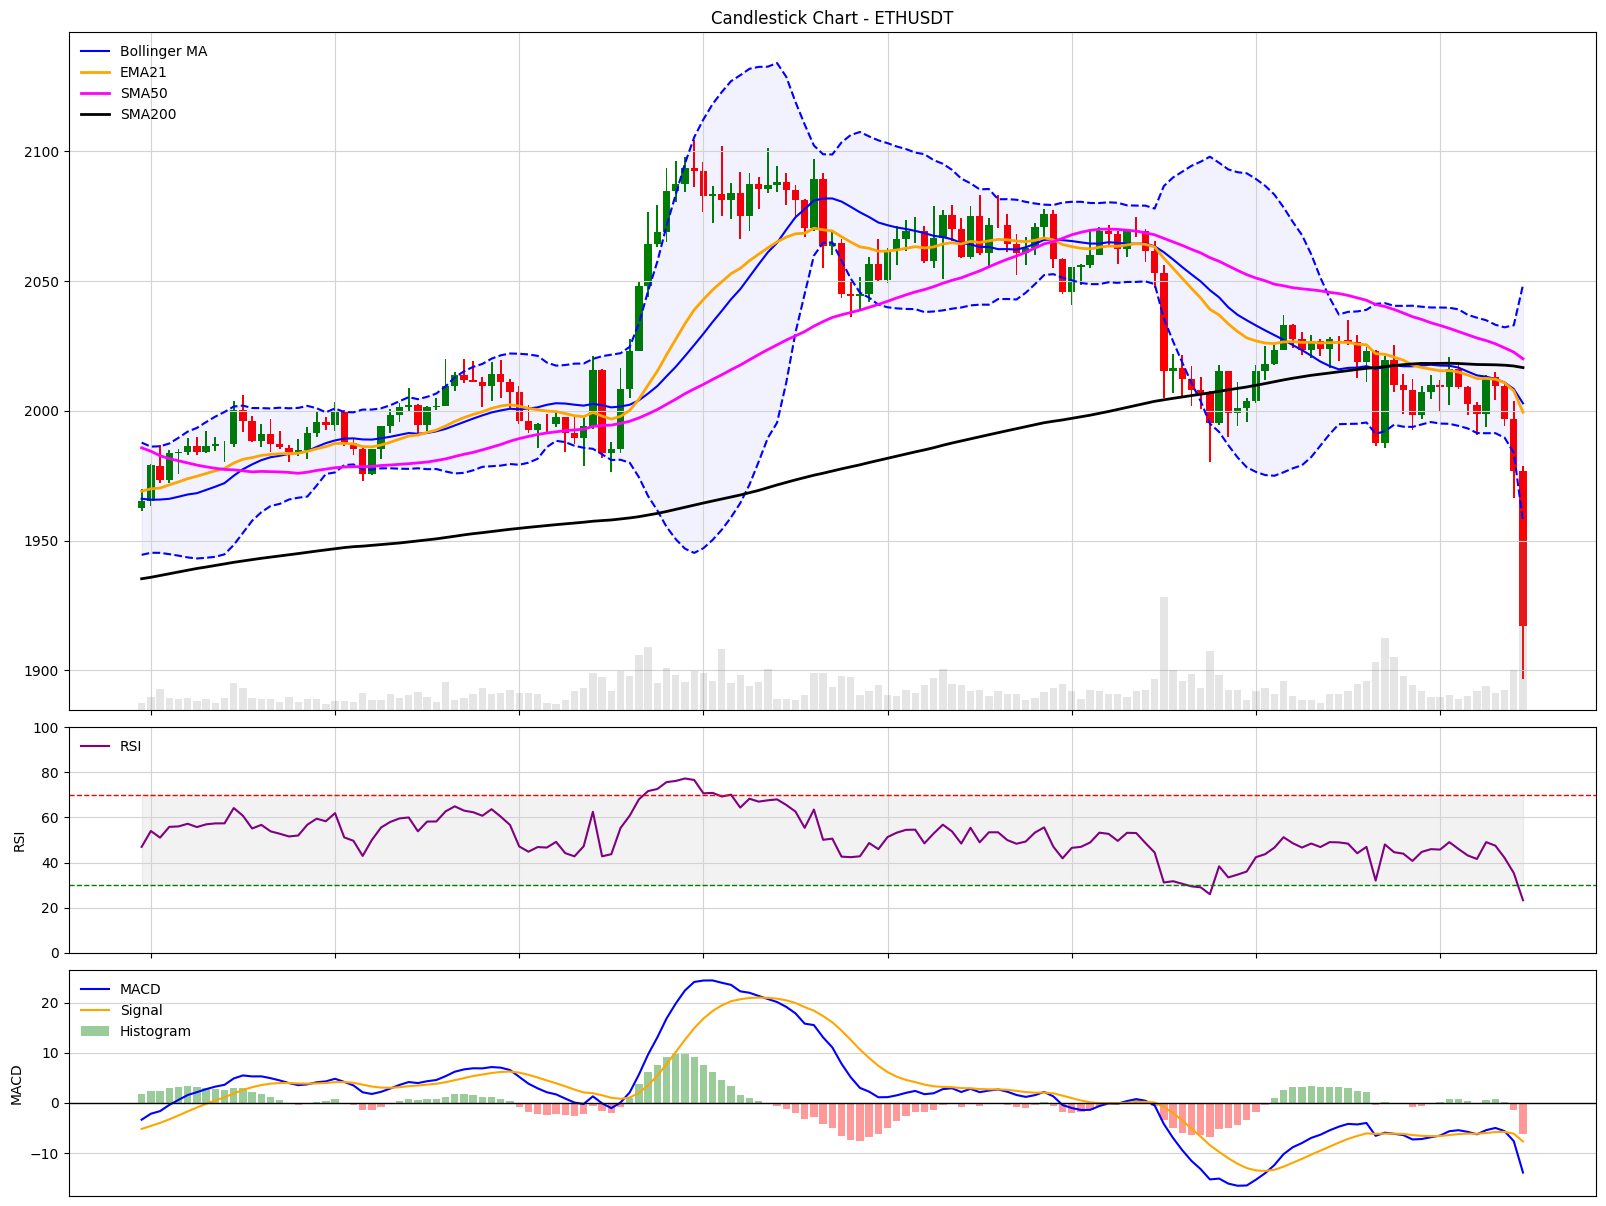 Candlestick Chart - ETHUSDT
Bollinger MA
EMA21
SMA50
SMA200
2100
2050
2000
1950
1900
RSI
100
80
60
40
20
0
RSI
MACD
Signal
Histogram
20
10
0
−10
MACD